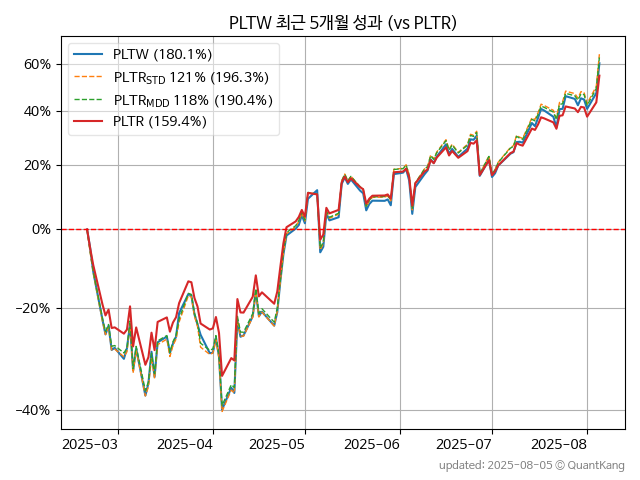 PLTW 최근 5개월 성과 (vs PLTR)
PLTW (180.1%)
PLTRSTD 121% (196.3%)
PLTRMDD 118% (190.4%)
PLTR (159.4%)
60%
40%
20%
0%
−20%
−40%
2025-03 2025-04 2025-05 2025-06 2025-07 2025-08
updated: 2025-08-05 © QuantKang